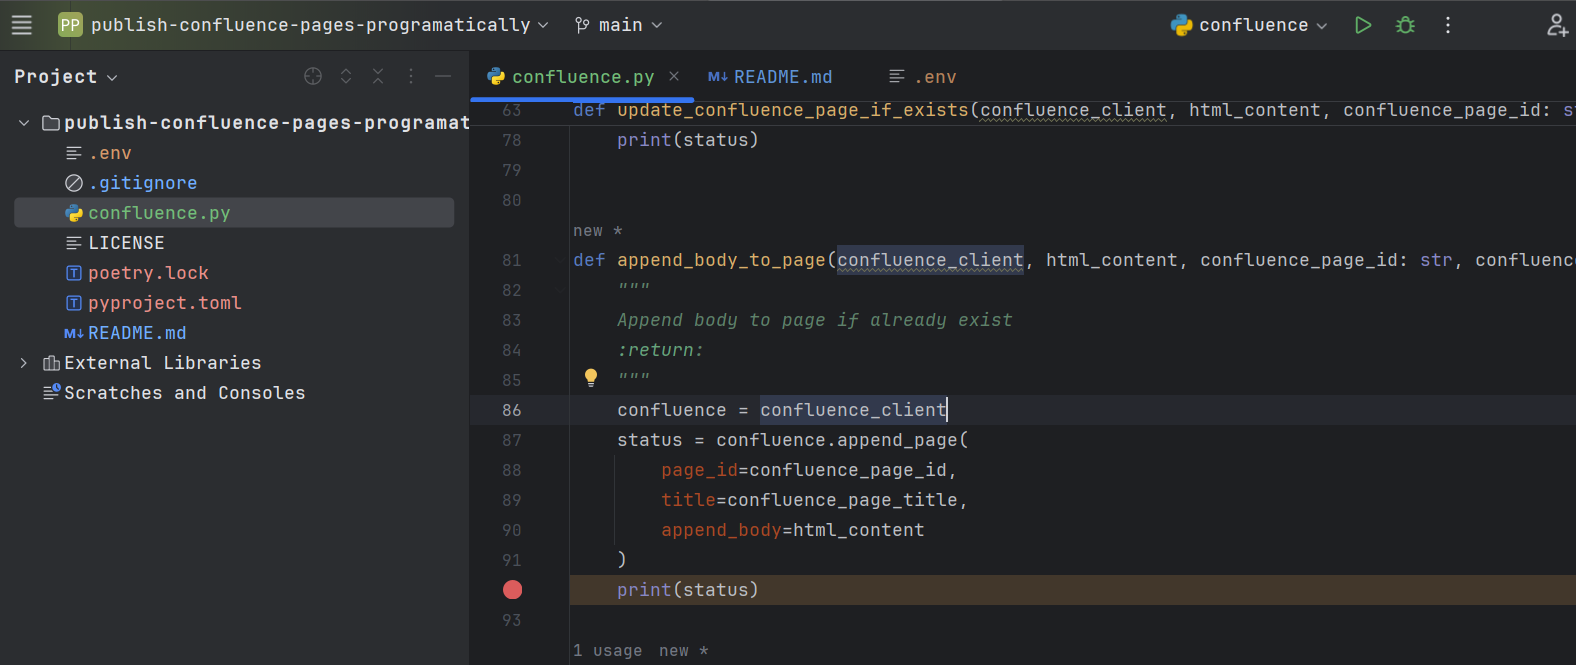 PP publish-confluence-pages-programatically main confluence
Project
confluence.py README.md .env
publish-confluence-pages-programat
.env
.gitignore
confluence.py
LICENSE
poetry.lock
pyproject.toml
README.md
External Libraries
Scratches and Consoles
63 def update_confluence_page_if_exists(confluence_client, html_content, confluence_page_id: st
78 print(status)
79
80
new *
81 def append_body_to_page(confluence_client, html_content, confluence_page_id: str, confluenc
82 """
83 Append body to page if already exist
84 :return:
85 """
86 confluence = confluence_client
87 status = confluence.append_page(
88 page_id=confluence_page_id,
89 title=confluence_page_title,
90 append_body=html_content
91 )
print(status)
93
1 usage new *